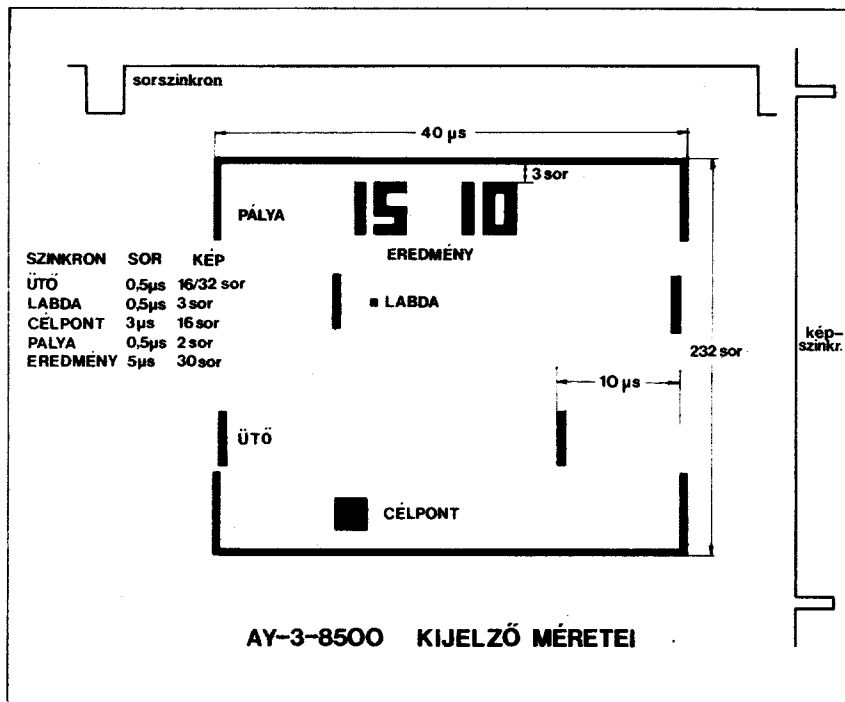 sorszinkron
40 µs
3 sor
15 10
PÁLYA
EREDMÉNY
SZINKRON SOR KÉP
ÜTŐ 0,5µs 16/32 sor
LABDA 0,5µs 3 sor
CÉLPONT 3µs 16 sor
PALYA 0,5µs 2 sor
EREDMÉNY 5µs 30 sor
LABDA
kép-
szinkr.
232 sor
10 µs
ÜTŐ
CÉLPONT
AY-3-8500 KIJELZŐ MÉRETEI